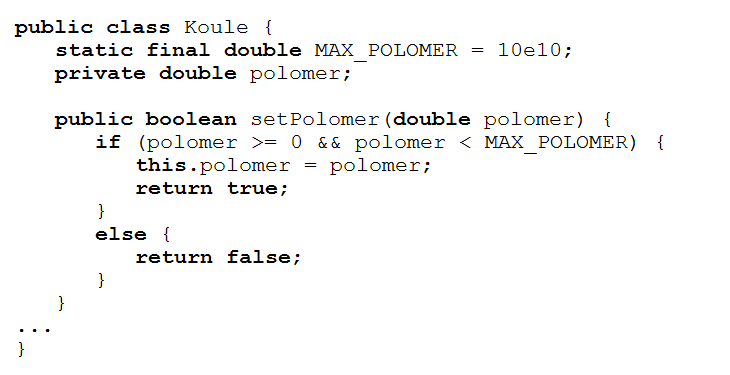 public class Koule {
static final double MAX_POLOMER = 10e10;
private double polomer;
public boolean setPolomer(double polomer) {
if (polomer >= 0 && polomer < MAX_POLOMER) {
this.polomer = polomer;
return true;
}
else {
return false;
}
}
...
}